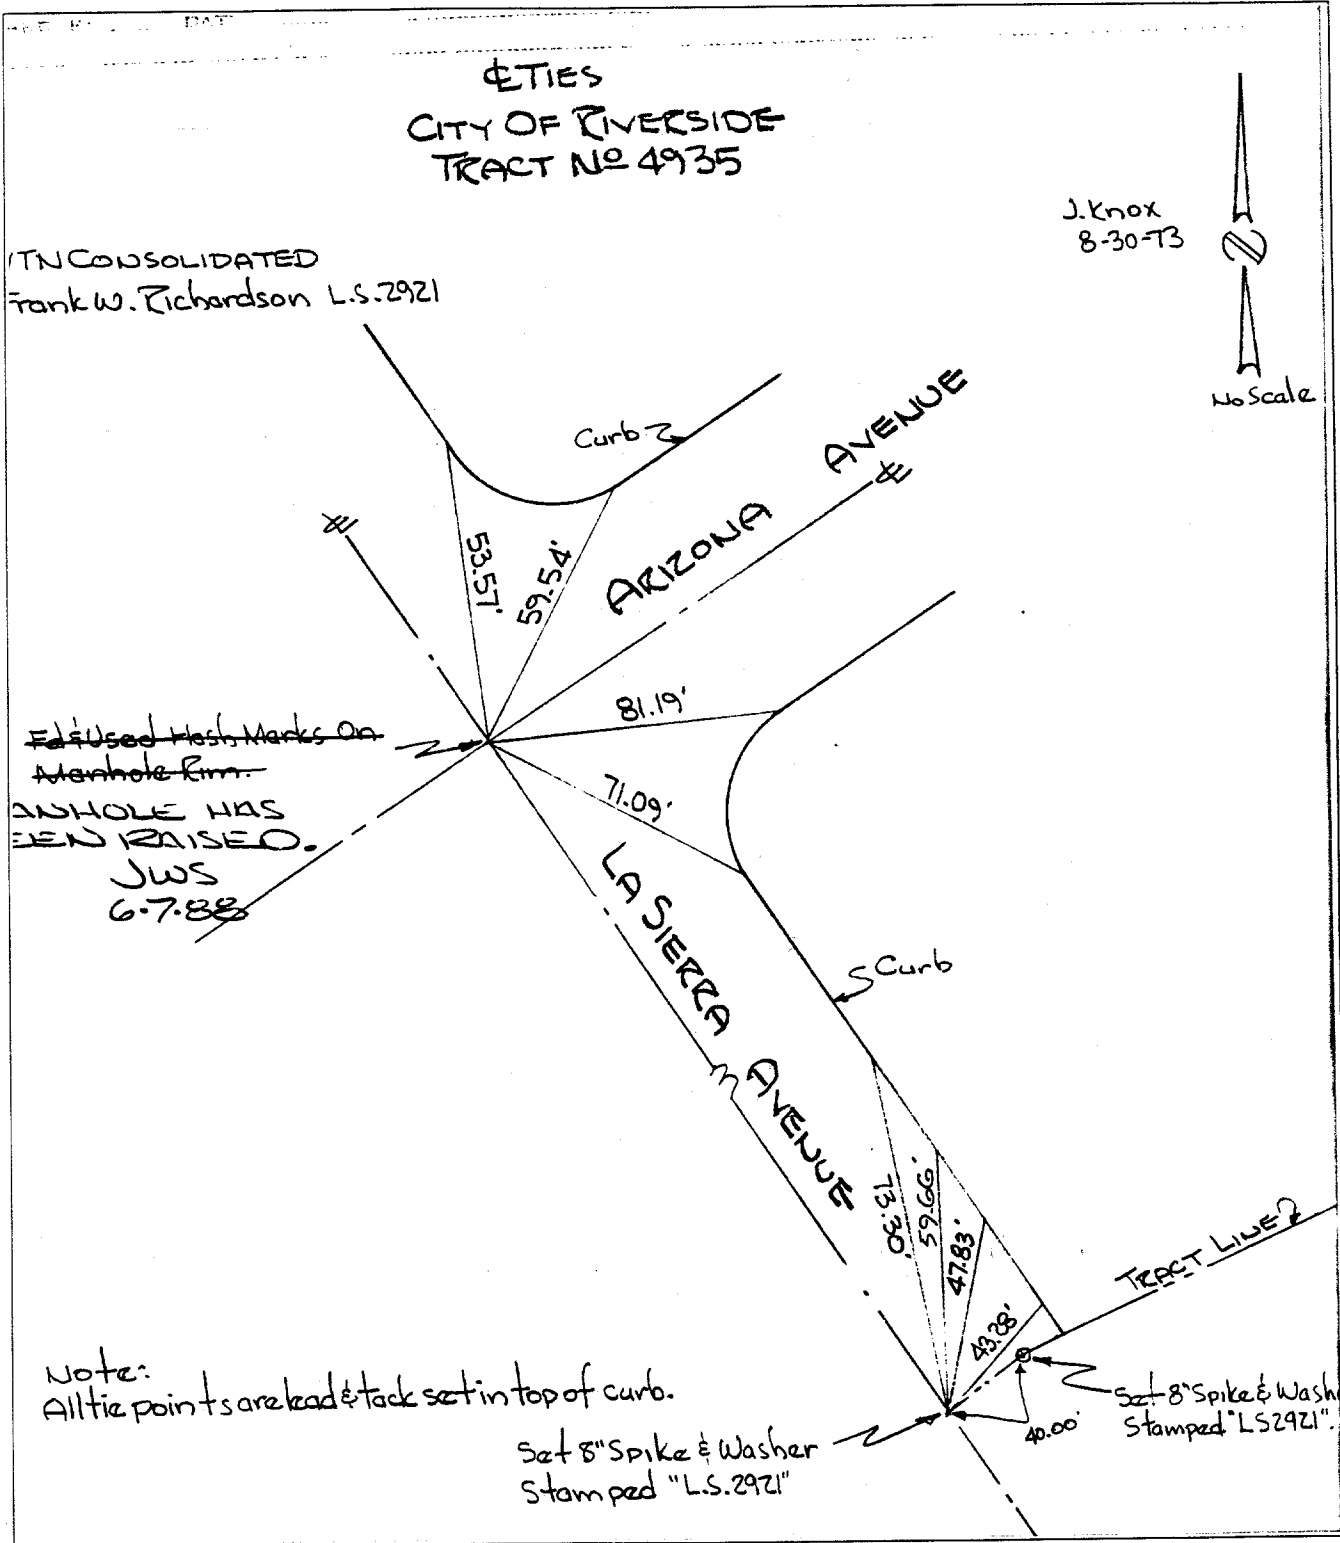 ℄ TIES
CITY OF RIVERSIDE
TRACT Nº 4935
J. Knox
8-30-73
No Scale
TN CONSOLIDATED
Frank W. Richardson L.S. 2921
Curb
ARIZONA AVENUE
℄
℄
53.57'
59.54'
81.19'
71.09'
Fd & Used Hash Marks On
Manhole Rim.
ANHOLE HAS
EEN RAISED.
JWS
6-7-88
LA SIERRA AVENUE
Curb
73.30'
59.66'
47.83'
43.28'
TRACT LINE
Note:
All tie points are lead & tack set in top of curb.
Set 8" Spike & Washer
Stamped "L.S. 2921"
40.00'
Set 8" Spike & Wash
Stamped "LS2921".